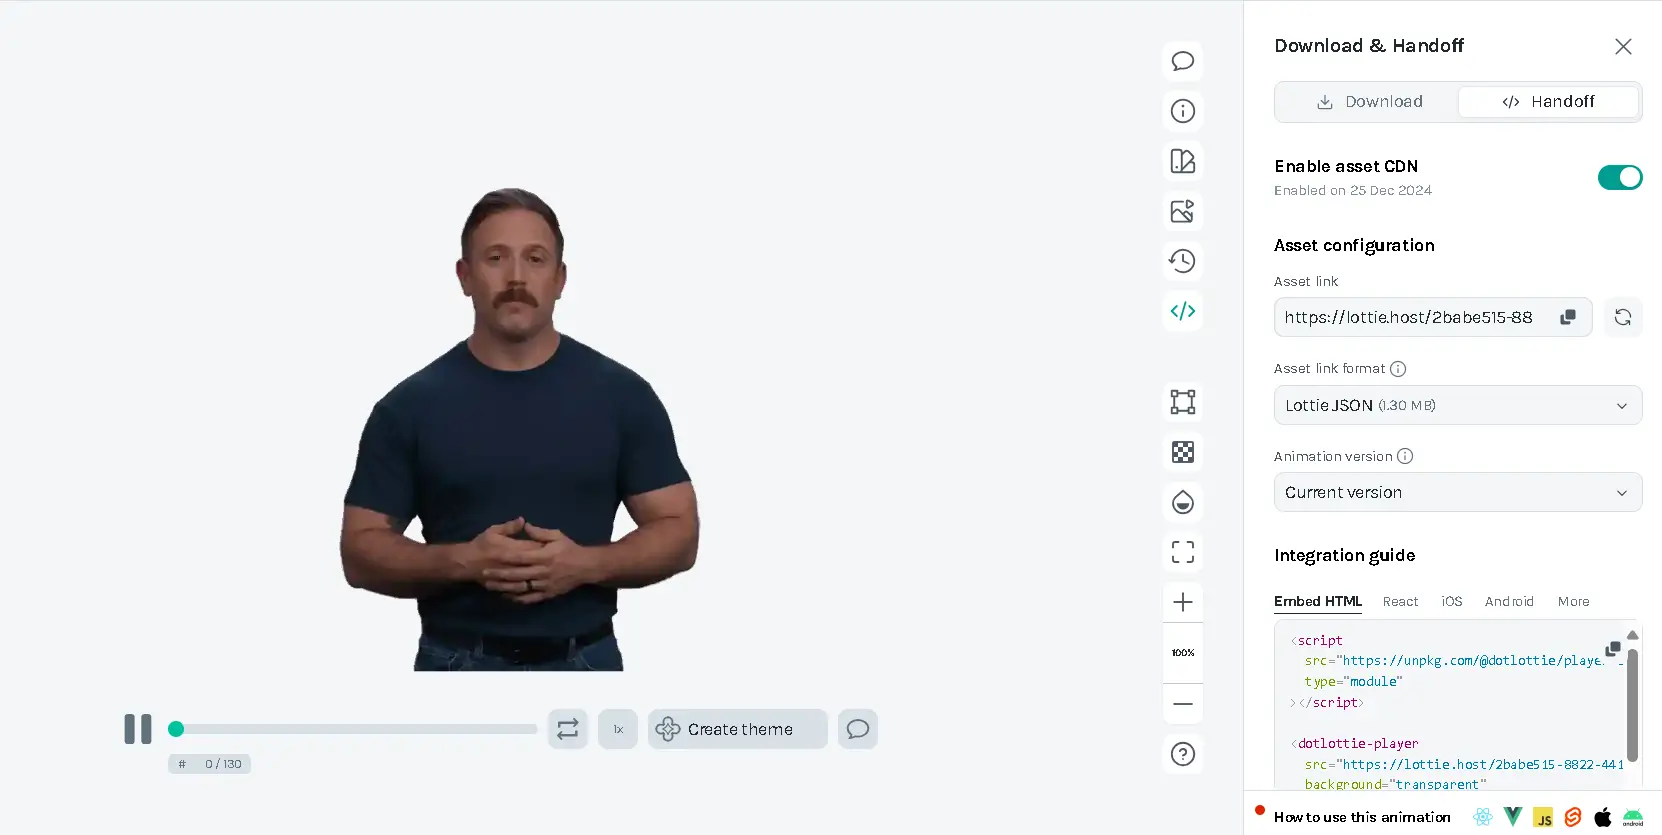 Download & Handoff
Download
</> Handoff
Enable asset CDN
Enabled on 25 Dec 2024
Asset configuration
Asset link
https://lottie.host/2babe515-88
Asset link format
Lottie JSON (1.30 MB)
Animation version
Current version
Integration guide
Embed HTML React iOS Android More
<script
src="https://unpkg.com/@dotlottie/playe
type="module"
></script>
<dotlottie-player
src="https://lottie.host/2babe515-8822-441
background="transparent"
How to use this animation
JS
android
100%
1x
Create theme
# 0 / 130